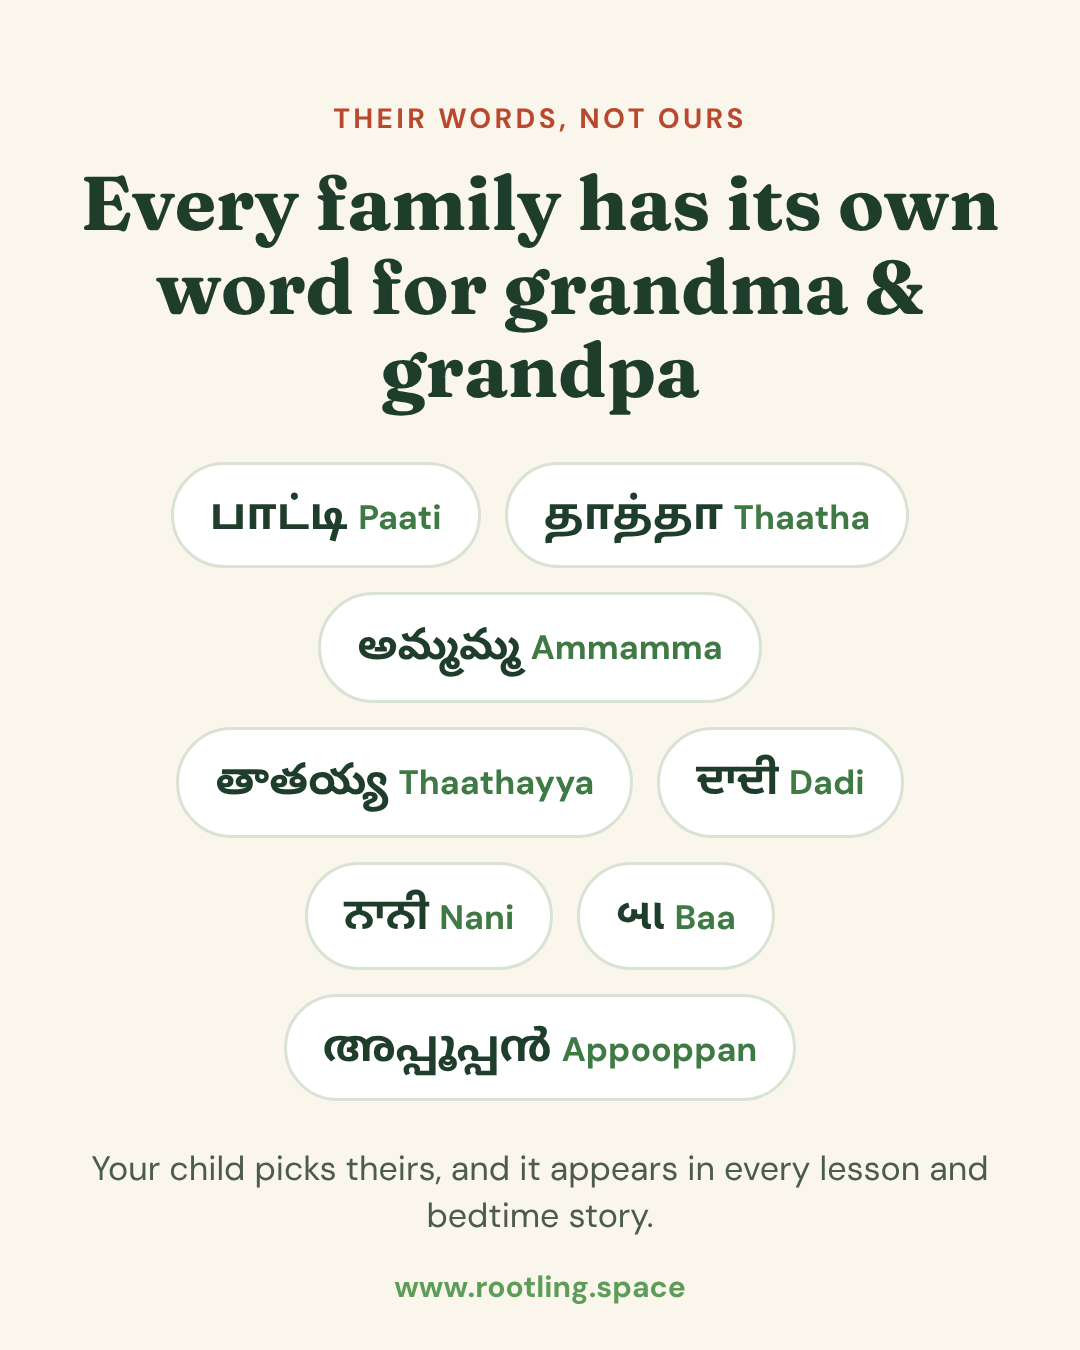 THEIR WORDS, NOT OURS
Every family has its own
word for grandma &
grandpa
பாட்டி Paati
தாத்தா Thaatha
అమ్మమ్మ Ammamma
తాతయ్య Thaathayya
ਦਾਦੀ Dadi
ਨਾਨੀ Nani
બા Baa
അപ്പൂപ്പൻ Appooppan
Your child picks theirs, and it appears in every lesson and
bedtime story.
www.rootling.space